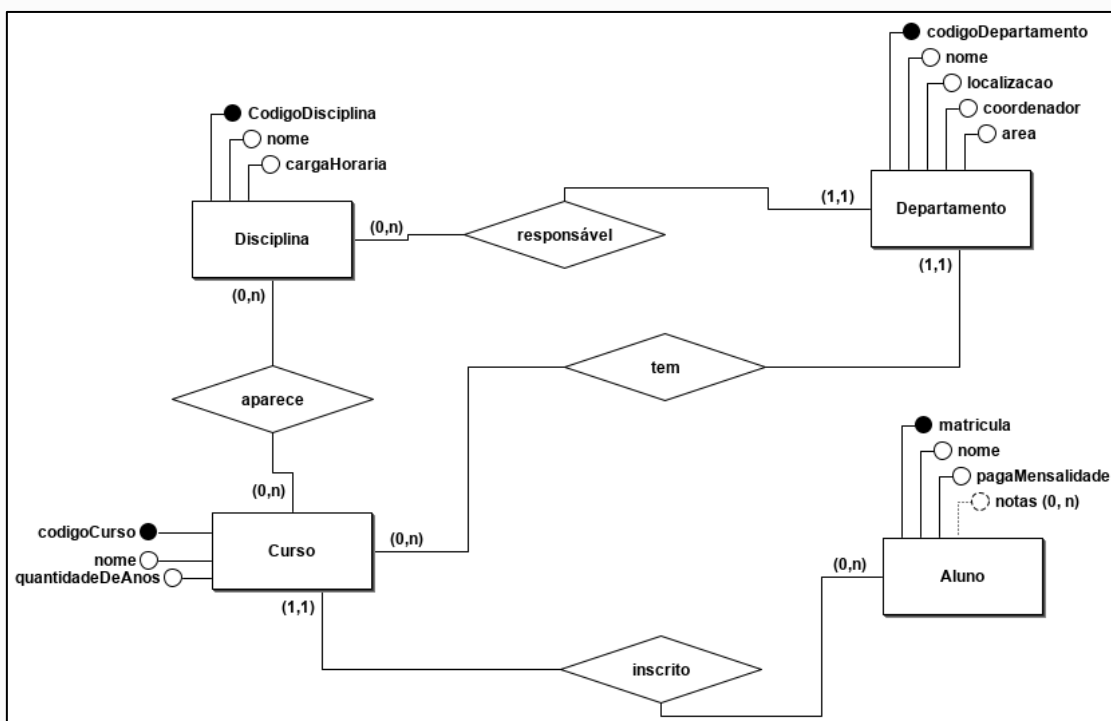 codigoDepartamento
nome
localizacao
coordenador
area
CodigoDisciplina
nome
cargaHoraria
Departamento
(1,1)
(1,1)
Disciplina
(0,n)
(0,n)
responsável
tem
aparece
matricula
nome
pagaMensalidade
notas (0, n)
Aluno
(0,n)
(0,n)
codigoCurso
nome
quantidadeDeAnos
Curso
(0,n)
(1,1)
inscrito